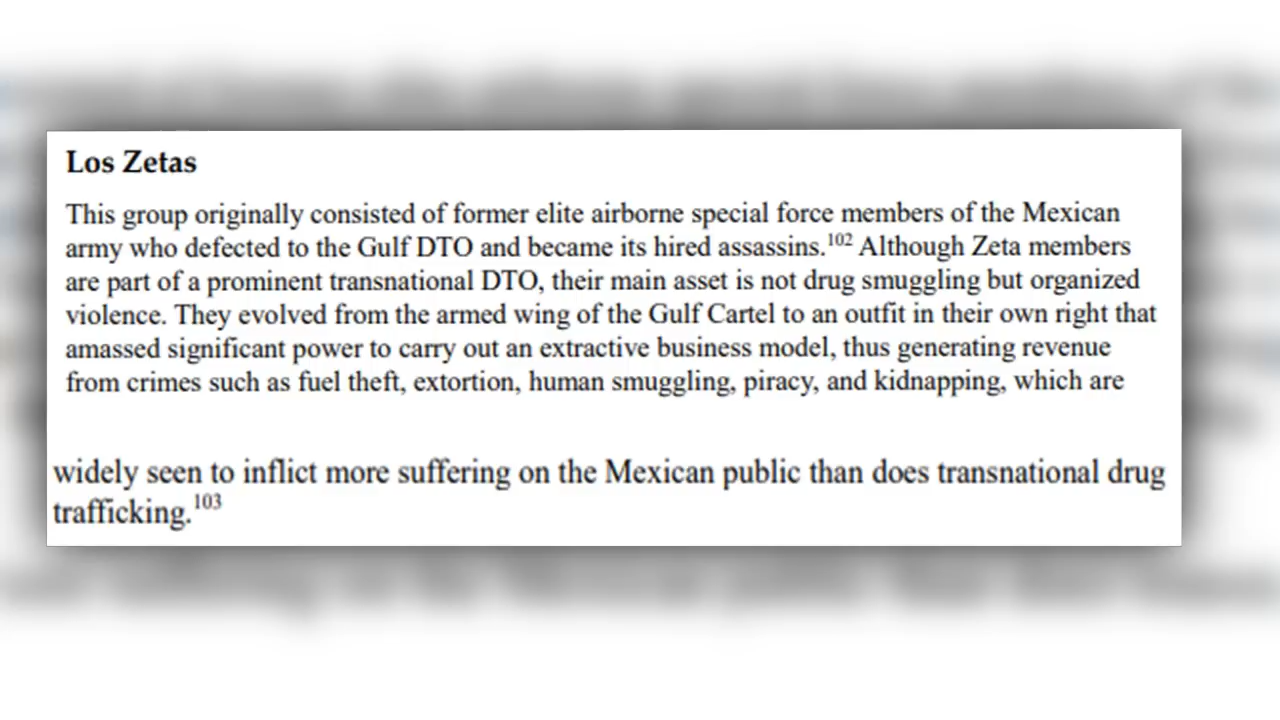 Los Zetas
This group originally consisted of former elite airborne special force members of the Mexican
army who defected to the Gulf DTO and became its hired assassins.102 Although Zeta members
are part of a prominent transnational DTO, their main asset is not drug smuggling but organized
violence. They evolved from the armed wing of the Gulf Cartel to an outfit in their own right that
amassed significant power to carry out an extractive business model, thus generating revenue
from crimes such as fuel theft, extortion, human smuggling, piracy, and kidnapping, which are
widely seen to inflict more suffering on the Mexican public than does transnational drug
trafficking.103